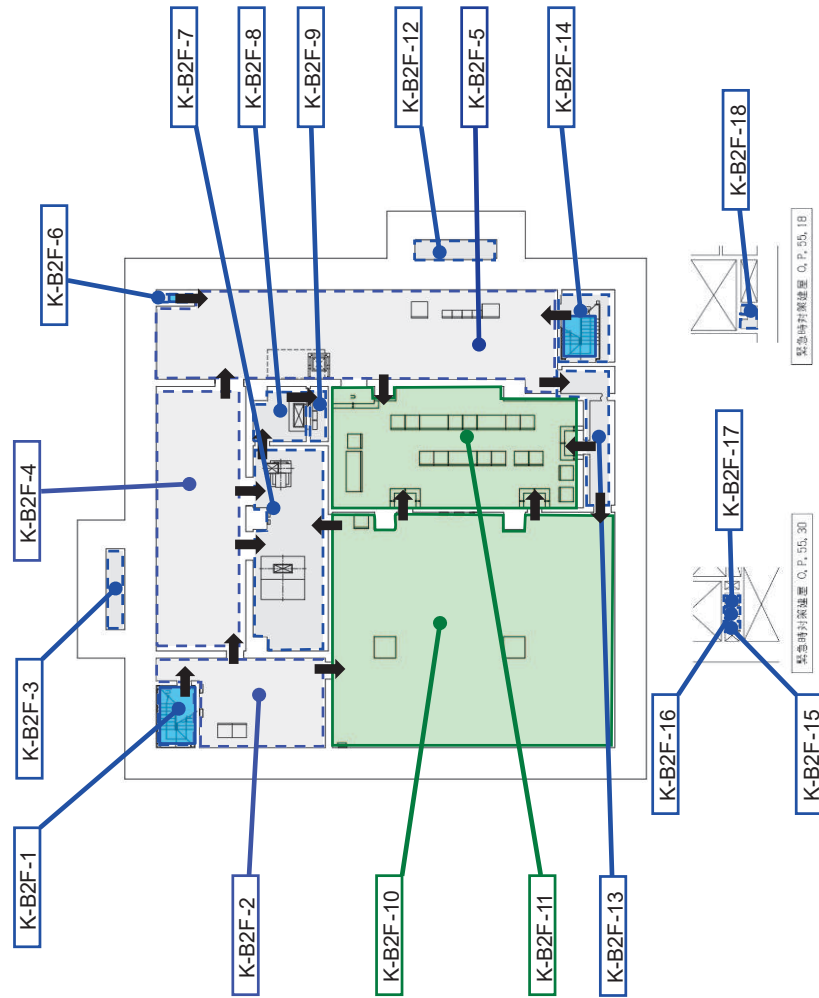 K-B2F-1
K-B2F-2
K-B2F-3
K-B2F-4
K-B2F-6
K-B2F-7
K-B2F-8
K-B2F-9
K-B2F-12
K-B2F-5
K-B2F-14
K-B2F-10
K-B2F-11
K-B2F-13
K-B2F-16
K-B2F-15
K-B2F-17
K-B2F-18
緊急時対策建屋 O.P.55.30
緊急時対策建屋 O.P.55.18